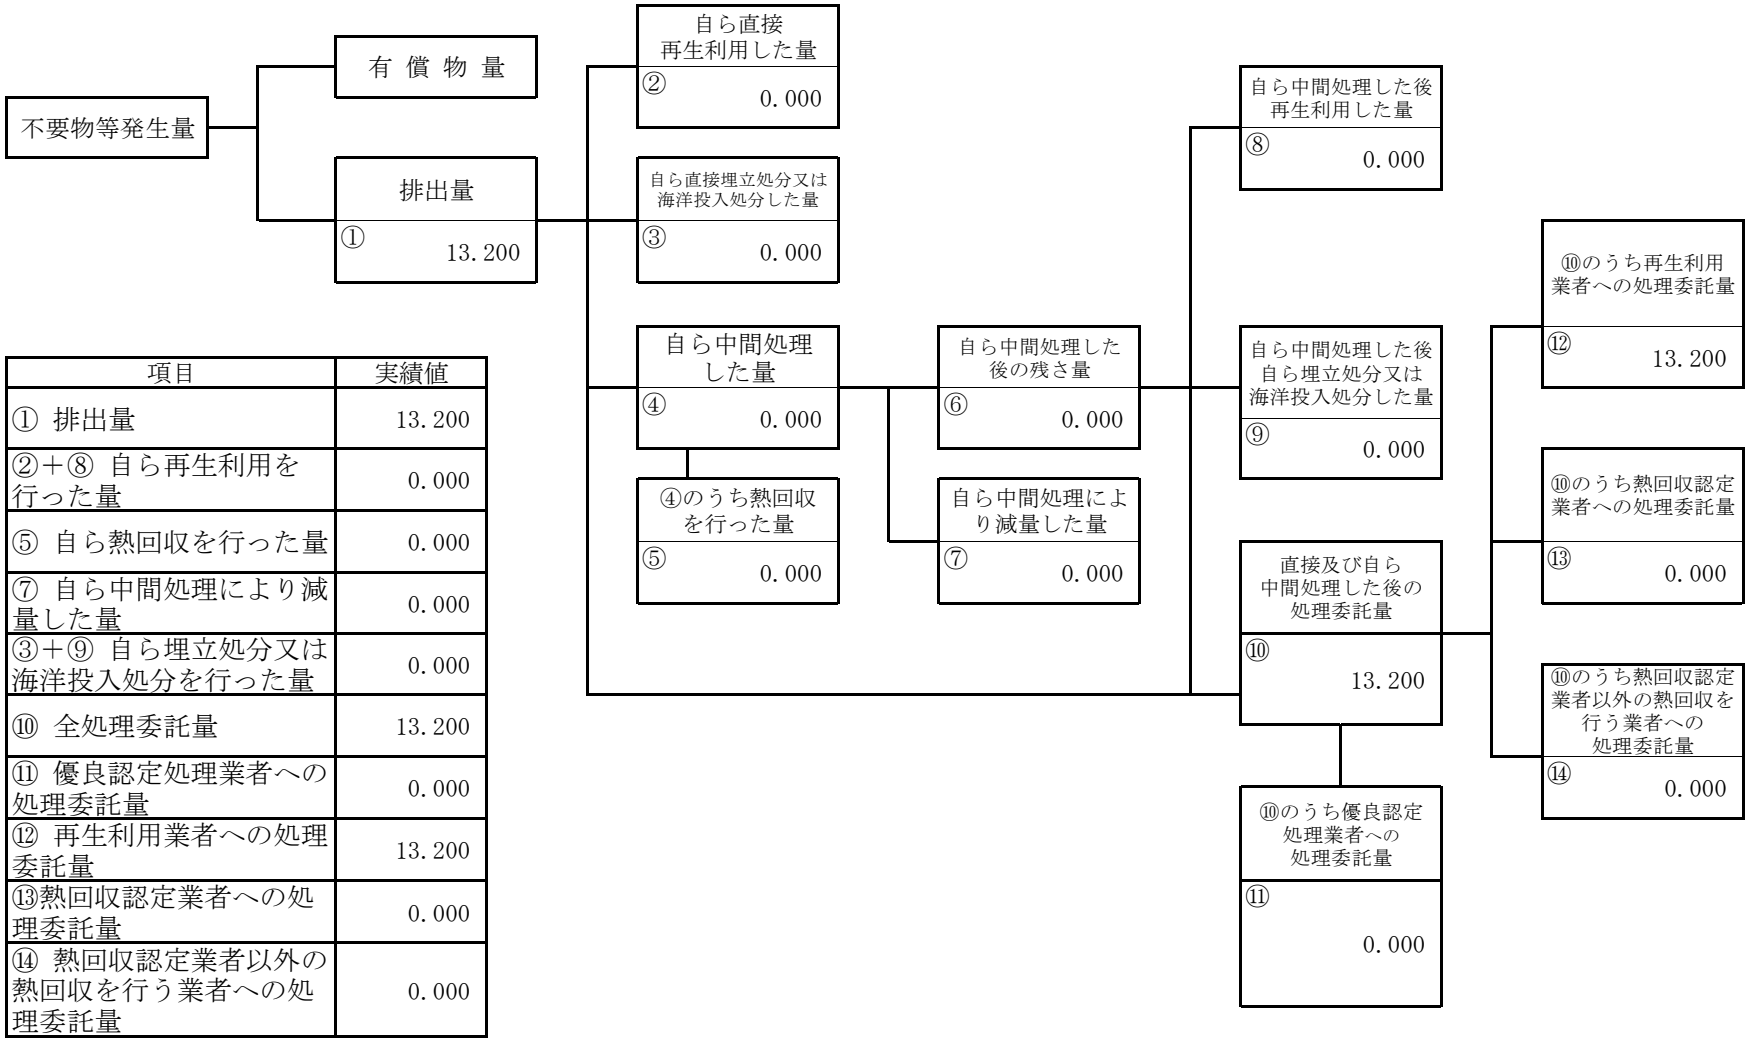 不要物等発生量
有 償 物 量
排出量
①
13.200
自ら直接
再生利用した量
②
0.000
自ら直接埋立処分又は
海洋投入処分した量
③
0.000
自ら中間処理
した量
④
0.000
④のうち熱回収
を行った量
⑤
0.000
自ら中間処理した
後の残さ量
⑥
0.000
自ら中間処理によ
り減量した量
⑦
0.000
自ら中間処理した後
再生利用した量
⑧
0.000
自ら中間処理した後
自ら埋立処分又は
海洋投入処分した量
⑨
0.000
直接及び自ら
中間処理した後の
処理委託量
⑩
13.200
⑩のうち優良認定
処理業者への
処理委託量
⑪
0.000
⑩のうち再生利用
業者への処理委託量
⑫
13.200
⑩のうち熱回収認定
業者への処理委託量
⑬
0.000
⑩のうち熱回収認定
業者以外の熱回収を
行う業者への
処理委託量
⑭
0.000
項目 実績値
① 排出量 13.200
②＋⑧ 自ら再生利用を
行った量 0.000
⑤ 自ら熱回収を行った量 0.000
⑦ 自ら中間処理により減
量した量 0.000
③＋⑨ 自ら埋立処分又は
海洋投入処分を行った量 0.000
⑩ 全処理委託量 13.200
⑪ 優良認定処理業者への
処理委託量 0.000
⑫ 再生利用業者への処理
委託量 13.200
⑬熱回収認定業者への処
理委託量 0.000
⑭ 熱回収認定業者以外の
熱回収を行う業者への処
理委託量 0.000